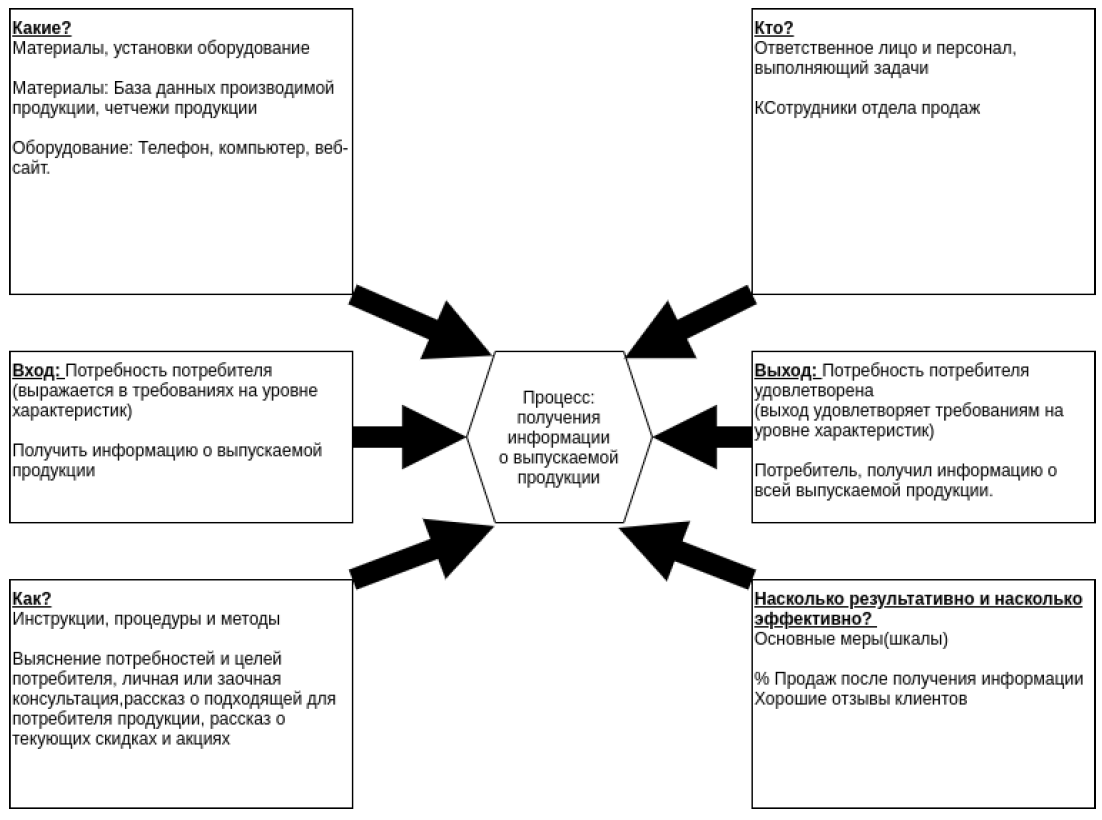 Какие?
Материалы, установки оборудование
Материалы: База данных производимой
продукции, четчежи продукции
Оборудование: Телефон, компьютер, веб-
сайт.
Кто?
Ответственное лицо и персонал,
выполняющий задачи
КСотрудники отдела продаж
Вход: Потребность потребителя
(выражается в требованиях на уровне
характеристик)
Получить информацию о выпускаемой
продукции
Процесс:
получения
информации
о выпускаемой
продукции
Выход: Потребность потребителя
удовлетворена
(выход удовлетворяет требованиям на
уровне характеристик)
Потребитель, получил информацию о
всей выпускаемой продукции.
Как?
Инструкции, процедуры и методы
Выяснение потребностей и целей
потребителя, личная или заочная
консультация,рассказ о подходящей для
потребителя продукции, рассказ о
текующих скидках и акциях
Насколько результативно и насколько
эффективно?
Основные меры(шкалы)
% Продаж после получения информации
Хорошие отзывы клиентов